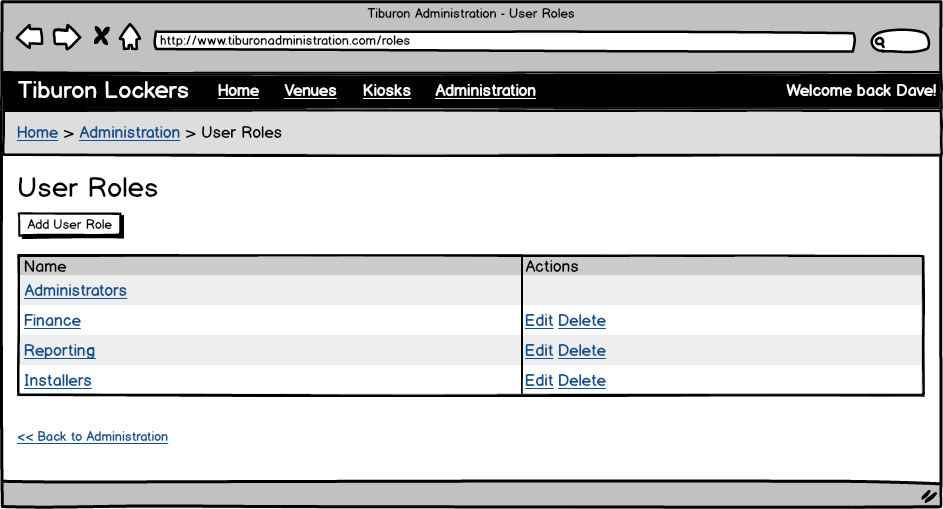 Tiburon Administration - User Roles
http://www.tiburonadministration.com/roles
Tiburon Lockers Home Venues Kiosks Administration Welcome back Dave!
Home > Administration > User Roles
User Roles
Add User Role
Name Actions
Administrators
Finance Edit Delete
Reporting Edit Delete
Installers Edit Delete
<< Back to Administration